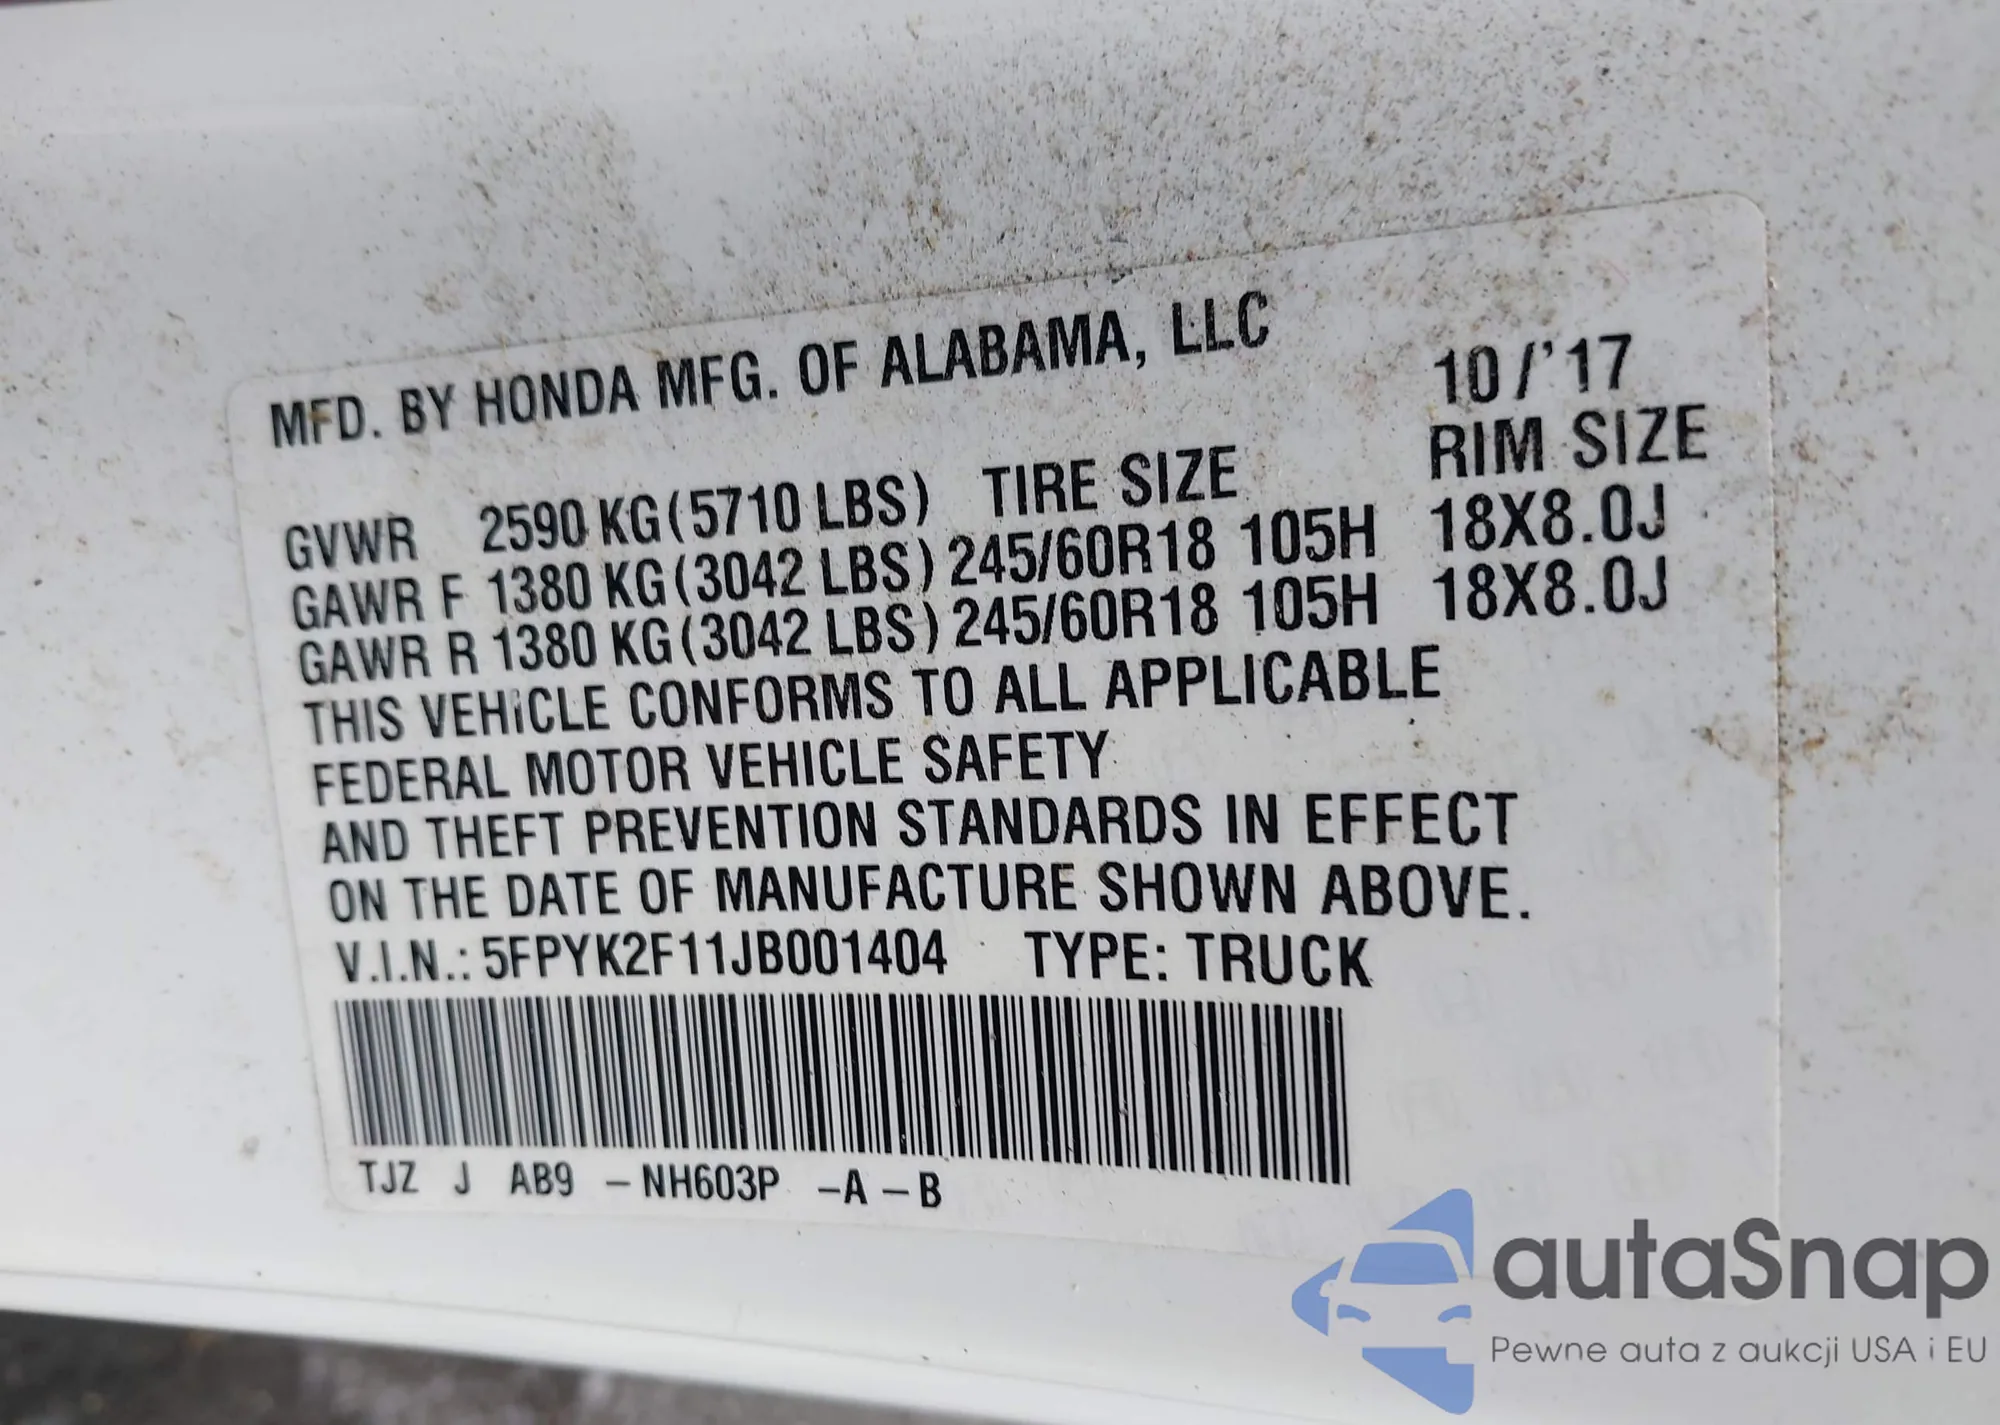 MFD. BY HONDA MFG. OF ALABAMA, LLC 10/'17
RIM SIZE
GVWR 2590 KG(5710 LBS) TIRE SIZE
GAWR F 1380 KG(3042 LBS) 245/60R18 105H 18X8.0J
GAWR R 1380 KG(3042 LBS) 245/60R18 105H 18X8.0J
THIS VEHICLE CONFORMS TO ALL APPLICABLE
FEDERAL MOTOR VEHICLE SAFETY
AND THEFT PREVENTION STANDARDS IN EFFECT
ON THE DATE OF MANUFACTURE SHOWN ABOVE.
V.I.N.: 5FPYK2F11JB001404 TYPE: TRUCK
TJZ J AB9 -NH603P -A -B
autaSnap
Pewne auta z aukcji USA i EU